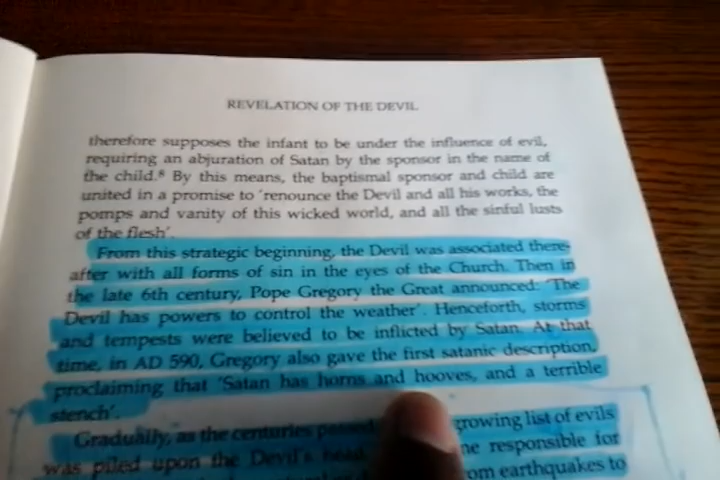 REVELATION OF THE DEVIL
therefore supposes the infant to be under the influence of evil,
requiring an abjuration of Satan by the sponsor in the name of
the child.⁸ By this means, the baptismal sponsor and child are
united in a promise to 'renounce the Devil and all his works, the
pomps and vanity of this wicked world, and all the sinful lusts
of the flesh'.
From this strategic beginning, the Devil was associated there-
after with all forms of sin in the eyes of the Church. Then in
the late 6th century, Pope Gregory the Great announced: 'The
Devil has powers to control the weather'. Henceforth, storms
and tempests were believed to be inflicted by Satan. At that
time, in AD 590, Gregory also gave the first satanic description,
proclaiming that 'Satan has horns and hooves, and a terrible
stench'.
Gradually, as the centuries passed growing list of evils
was piled upon the Devil's head responsible for
earthquakes to